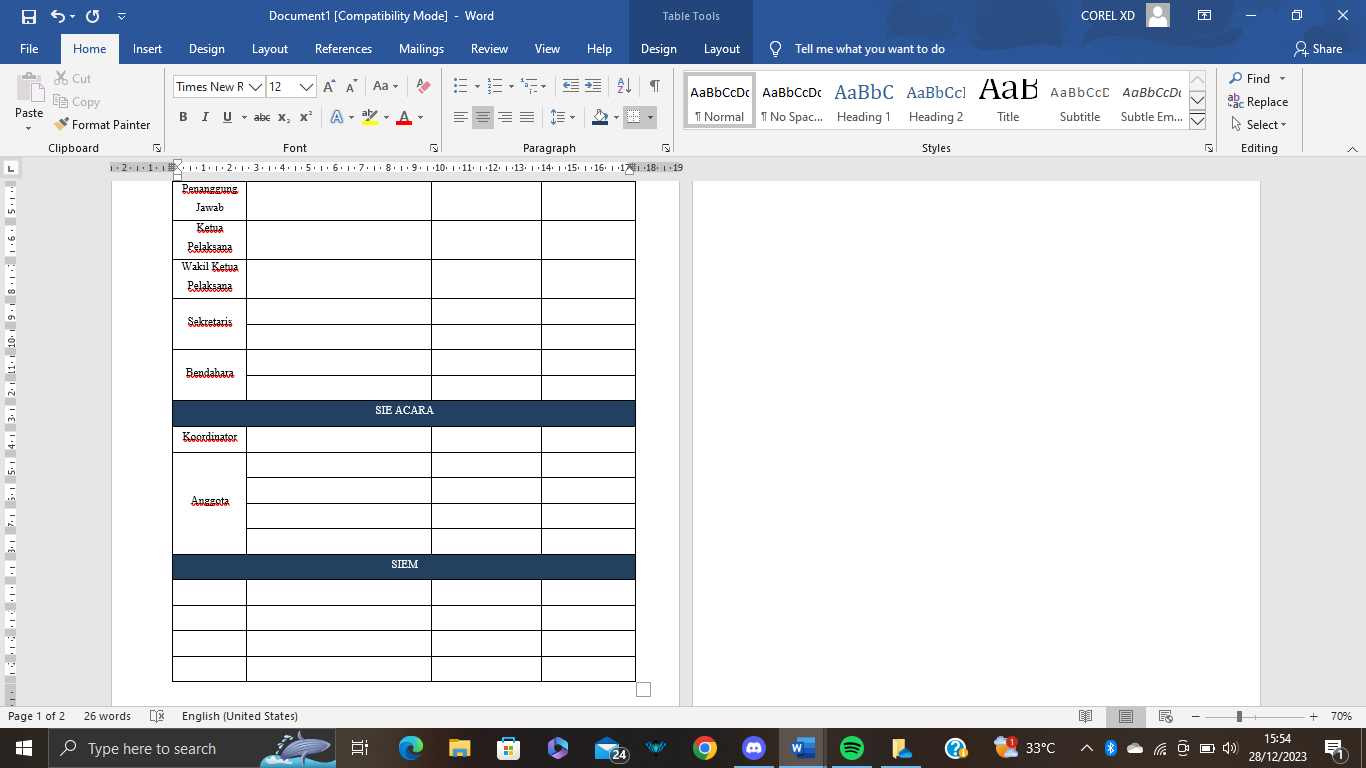 Document1 [Compatibility Mode] - Word
Table Tools
COREL XD
File Home Insert Design Layout References Mailings Review View Help Design Layout Tell me what you want to do Share
Paste
Cut
Copy
Format Painter
Clipboard
Times New R 12
Font
Paragraph
AaBbCcDc AaBbCcDc AaBbC AaBbCcI AaB AaBbCcD AaBbCcDc
¶ Normal ¶ No Spac... Heading 1 Heading 2 Title Subtitle Subtle Em...
Styles
Find
Replace
Select
Editing
Penanggung
Jawab
Ketua
Pelaksana
Wakil Ketua
Pelaksana
Sekretaris
Bendahara
SIE ACARA
Koordinator
Anggota
SIEM
Page 1 of 2 26 words English (United States) 70%
Type here to search
24
33°C
15:54
28/12/2023
1